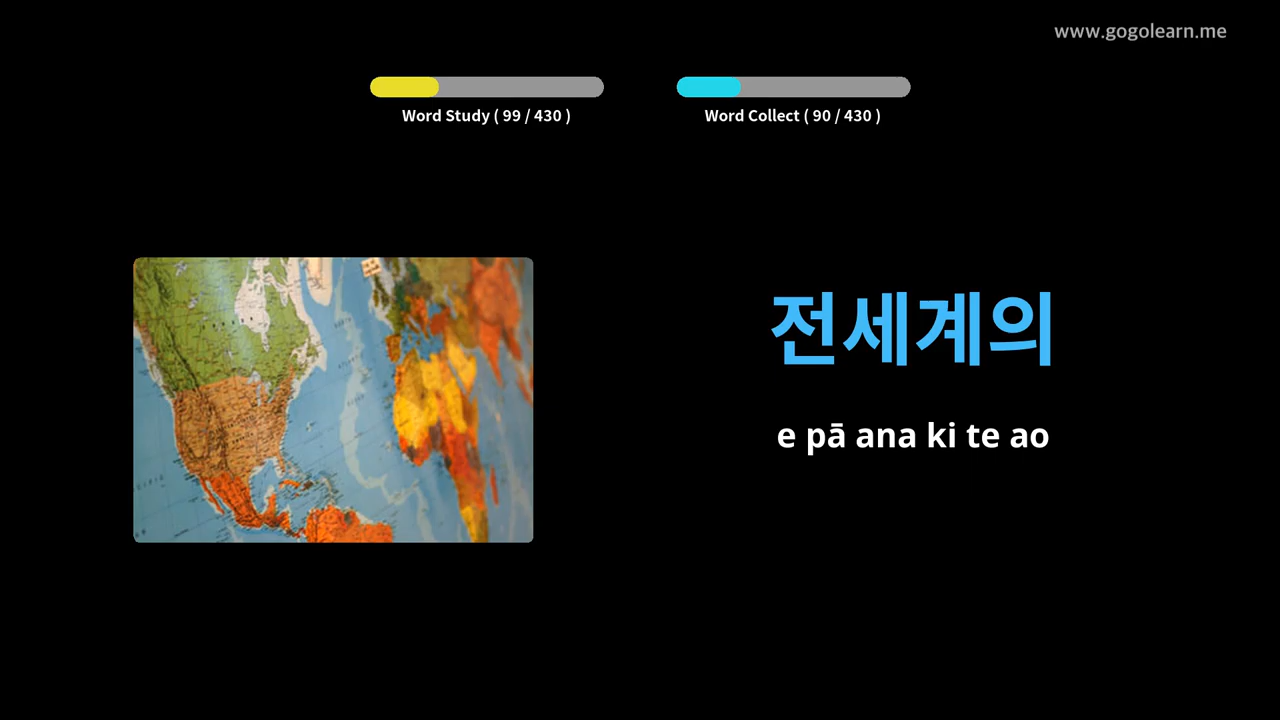 www.gogolearn.me
Word Study ( 99 / 430 )
Word Collect ( 90 / 430 )
전세계의
e pā ana ki te ao